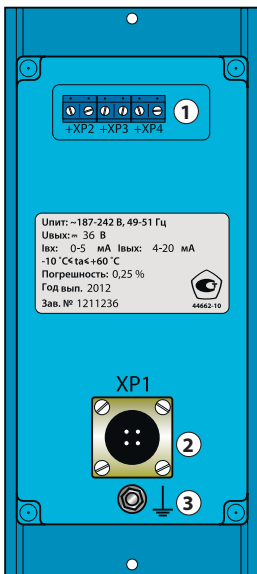 1
+XP2 +XP3 +XP4
Uпит: ~187-242 В, 49-51 Гц
Uвых: = 36 В
Iвх: 0-5 мА Iвых: 4-20 мА
-10 ˚C≤ta≤+60 ˚C
Погрешность: 0,25 %
Год вып. 2012
Зав. № 1211236
44662-10
XP1
2
3